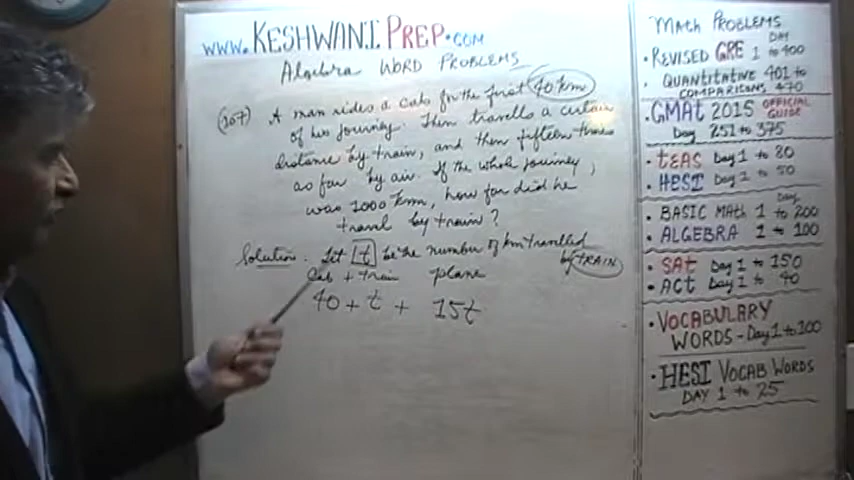 www.KESHWANIPREP.COM
Algebra WORD PROBLEMS
(107) A man rides a cab for the first 40 km
of his journey. Then travells a certain
distance by train, and then fifteen times
as far by air. If the whole journey,
was 1000 km, how far did he
travel by train?
Solution. Let t be the number of km travelled
by TRAIN
Cab + train plane
40 + t + 15t
MATH PROBLEMS
DAY
• REVISED GRE 1 to 400
• QUANTITATIVE 401 to
COMPARISONS 470
• GMAT 2015 OFFICIAL
GUIDE
Day 251 to 375
• TEAS Day 1 to 80
• HESI Day 1 to 50
Day
• BASIC MATH 1 to 200
• ALGEBRA 1 to 100
• SAT Day 1 to 150
• ACT Day 1 to 40
• VOCABULARY
WORDS - Day 1 to 100
• HESI VOCAB WORDS
DAY 1 to 25